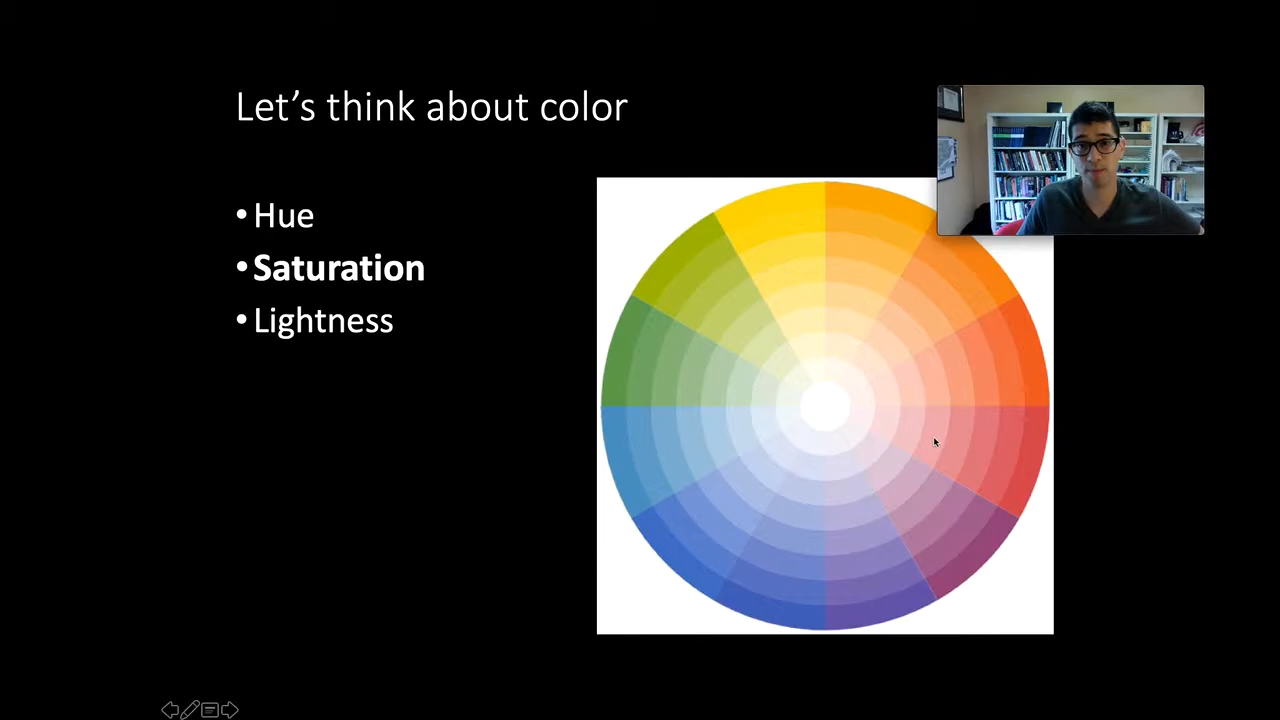 Let’s think about color
• Hue
• Saturation
• Lightness